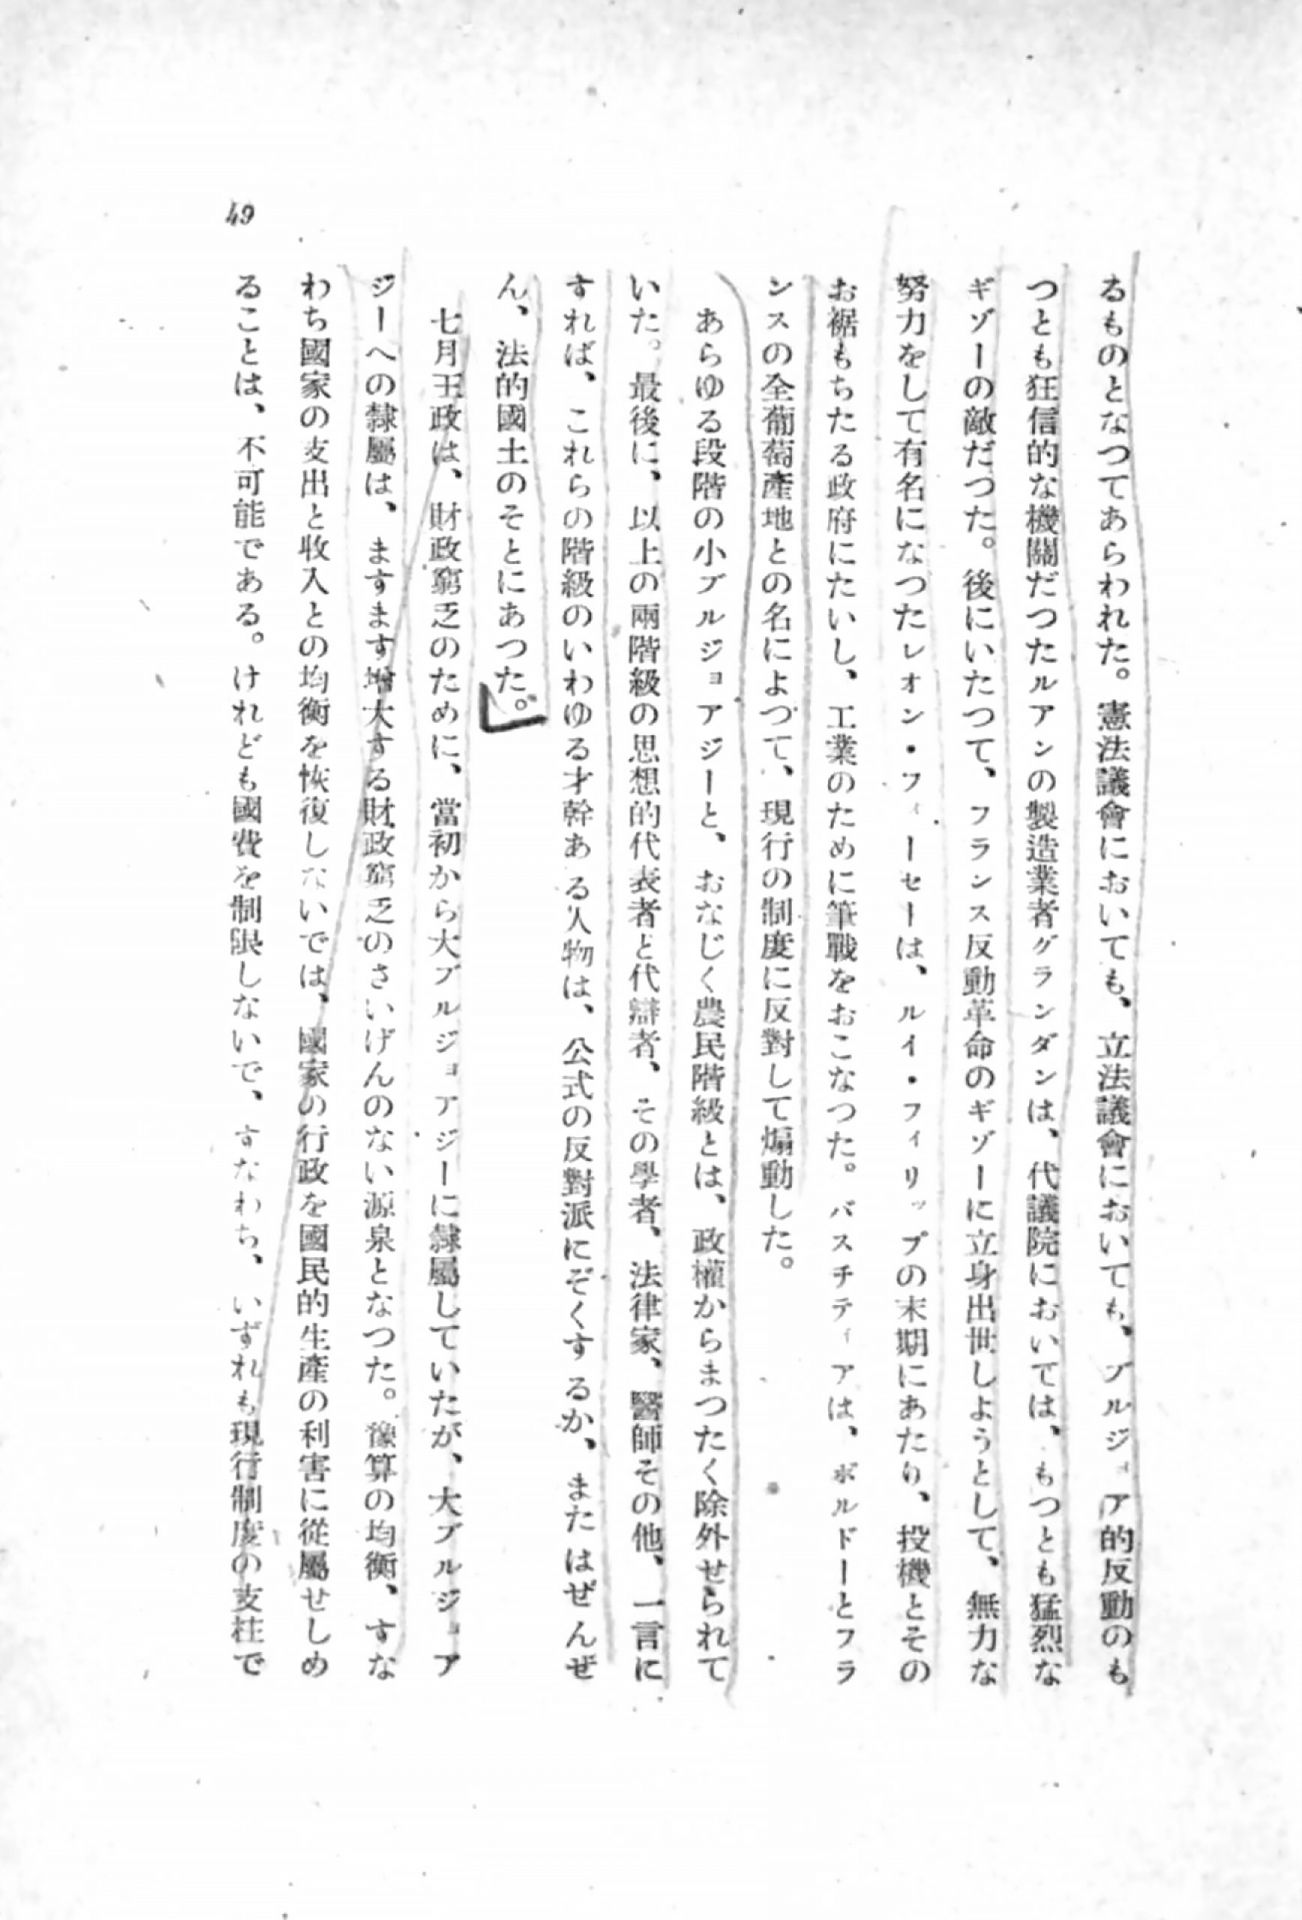 49
るものとなつてあらわれた。憲法議會においても、立法議會においても、ブルジョア的反動のも
つとも狂信的な機關だつたルアンの製造業者グランダンは、代議院においては、もつとも猛烈な
ギゾーの敵だつた。後にいたつて、フランス反動革命のギゾーに立身出世しようとして、無力な
努力をして有名になつたレオン・フィーセーは、ルイ・フィリップの末期にあたり、投機とその
お裾もちたる政府にたいし、工業のために筆戰をおこなつた。バスチティアは、ボルドーとフラ
ンスの全葡萄產地との名によつて、現行の制度に反對して煽動した。
あらゆる段階の小ブルジョアジーと、おなじく農民階級とは、政權からまつたく除外せられて
いた。最後に、以上の兩階級の思想的代表者と代辯者、その學者、法律家、醫師その他、一言に
すれば、これらの階級のいわゆる才幹ある人物は、公式の反對派にぞくするか、またはぜんぜ
ん、法的國土のそとにあつた。
七月王政は、財政窮乏のために、當初から大ブルジョアジーに隸屬していたが、大ブルジョア
ジーへの隸屬は、ますます增大する財政窮乏のさいげんのない源泉となつた。豫算の均衡、すな
わち國家の支出と收入との均衡を恢復しないでは、國家の行政を國民的生產の利害に從屬せしめ
ることは、不可能である。けれども國費を制限しないで、すなわち、いずれも現行制度の支柱で